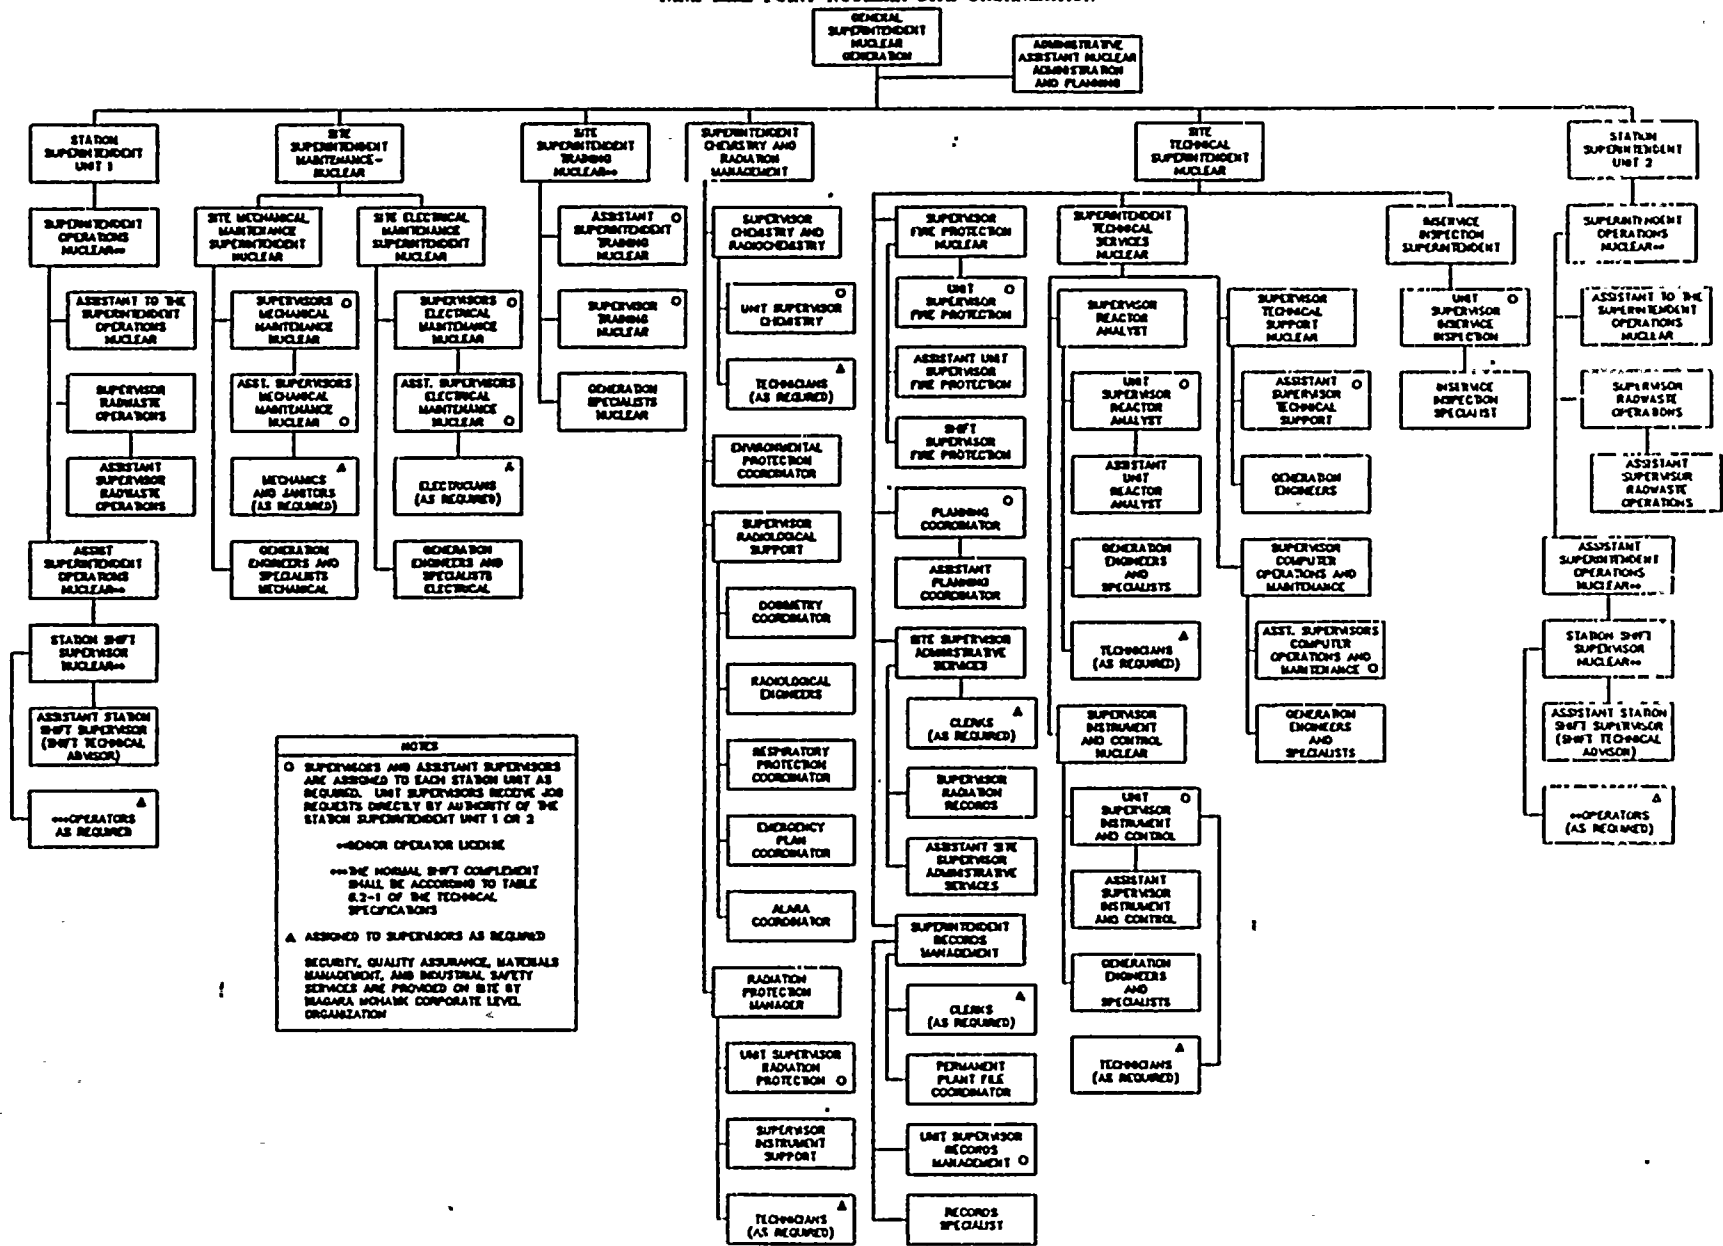 NINE MILE POINT NUCLEAR SITE ORGANIZATION
GENERAL
SUPERINTENDENT
NUCLEAR
GENERATION
ADMINISTRATIVE
ASSISTANT NUCLEAR
ADMINISTRATION
AND PLANNING
STATION
SUPERINTENDENT
UNIT 1
SUPERINTENDENT
OPERATIONS
NUCLEAR**
ASSISTANT TO THE
SUPERINTENDENT
OPERATIONS
NUCLEAR
SUPERVISOR
RADWASTE
OPERATIONS
ASSISTANT
SUPERVISOR
RADWASTE
OPERATIONS
ASSIST
SUPERINTENDENT
OPERATIONS
NUCLEAR**
STATION SHIFT
SUPERVISOR
NUCLEAR**
ASSISTANT STATION
SHIFT SUPERVISOR
(SHIFT TECHNICAL
ADVISOR)
***OPERATORS
AS REQUIRED
SITE
SUPERINTENDENT
MAINTENANCE-
NUCLEAR
SITE MECHANICAL
MAINTENANCE
SUPERINTENDENT
NUCLEAR
SUPERVISORS
MECHANICAL
MAINTENANCE
NUCLEAR
ASST. SUPERVISORS
MECHANICAL
MAINTENANCE
NUCLEAR
MECHANICS
AND JANITORS
(AS REQUIRED)
GENERATION
ENGINEERS AND
SPECIALISTS
MECHANICAL
SITE ELECTRICAL
MAINTENANCE
SUPERINTENDENT
NUCLEAR
SUPERVISORS
ELECTRICAL
MAINTENANCE
NUCLEAR
ASST. SUPERVISORS
ELECTRICAL
MAINTENANCE
NUCLEAR
ELECTRICIANS
(AS REQUIRED)
GENERATION
ENGINEERS AND
SPECIALISTS
ELECTRICAL
SITE
SUPERINTENDENT
TRAINING
NUCLEAR**
ASSISTANT
SUPERINTENDENT
TRAINING
NUCLEAR
SUPERVISOR
TRAINING
NUCLEAR
GENERATION
SPECIALISTS
NUCLEAR
SUPERINTENDENT
CHEMISTRY AND
RADIATION
MANAGEMENT
SUPERVISOR
CHEMISTRY AND
RADIOCHEMISTRY
UNIT SUPERVISOR
CHEMISTRY
TECHNICIANS
(AS REQUIRED)
ENVIRONMENTAL
PROTECTION
COORDINATOR
SUPERVISOR
RADIOLOGICAL
SUPPORT
DOSIMETRY
COORDINATOR
RADIOLOGICAL
ENGINEERS
RESPIRATORY
PROTECTION
COORDINATOR
EMERGENCY
PLAN
COORDINATOR
ALARA
COORDINATOR
RADIATION
PROTECTION
MANAGER
UNIT SUPERVISOR
RADIATION
PROTECTION
SUPERVISOR
INSTRUMENT
SUPPORT
TECHNICIANS
(AS REQUIRED)
SITE
TECHNICAL
SUPERINTENDENT
NUCLEAR
SUPERVISOR
FIRE PROTECTION
NUCLEAR
UNIT
SUPERVISOR
FIRE PROTECTION
ASSISTANT UNIT
SUPERVISOR
FIRE PROTECTION
SHIFT
SUPERVISOR
FIRE PROTECTION
PLANNING
COORDINATOR
ASSISTANT
PLANNING
COORDINATOR
SITE SUPERVISOR
ADMINISTRATIVE
SERVICES
CLERKS
(AS REQUIRED)
SUPERVISOR
RADIATION
RECORDS
ASSISTANT SITE
SUPERVISOR
ADMINISTRATIVE
SERVICES
SUPERINTENDENT
RECORDS
MANAGEMENT
CLERKS
(AS REQUIRED)
PERMANENT
PLANT FILE
COORDINATOR
UNIT SUPERVISOR
RECORDS
MANAGEMENT
RECORDS
SPECIALIST
SUPERINTENDENT
TECHNICAL
SERVICES
NUCLEAR
SUPERVISOR
REACTOR
ANALYST
UNIT
SUPERVISOR
REACTOR
ANALYST
ASSISTANT
UNIT
REACTOR
ANALYST
GENERATION
ENGINEERS
AND
SPECIALISTS
TECHNICIANS
(AS REQUIRED)
SUPERVISOR
INSTRUMENT
AND CONTROL
NUCLEAR
UNIT
SUPERVISOR
INSTRUMENT
AND CONTROL
ASSISTANT
SUPERVISOR
INSTRUMENT
AND CONTROL
GENERATION
ENGINEERS
AND
SPECIALISTS
TECHNICIANS
(AS REQUIRED)
SUPERVISOR
TECHNICAL
SUPPORT
NUCLEAR
ASSISTANT
SUPERVISOR
TECHNICAL
SUPPORT
GENERATION
ENGINEERS
SUPERVISOR
COMPUTER
OPERATIONS AND
MAINTENANCE
ASST. SUPERVISORS
COMPUTER
OPERATIONS AND
MAINTENANCE
GENERATION
ENGINEERS
AND
SPECIALISTS
INSERVICE
INSPECTION
SUPERINTENDENT
UNIT
SUPERVISOR
INSERVICE
INSPECTION
INSERVICE
INSPECTION
SPECIALIST
STATION
SUPERINTENDENT
UNIT 2
SUPERINTENDENT
OPERATIONS
NUCLEAR**
ASSISTANT TO THE
SUPERINTENDENT
OPERATIONS
NUCLEAR
SUPERVISOR
RADWASTE
OPERATIONS
ASSISTANT
SUPERVISOR
RADWASTE
OPERATIONS
ASSISTANT
SUPERINTENDENT
OPERATIONS
NUCLEAR**
STATION SHIFT
SUPERVISOR
NUCLEAR**
ASSISTANT STATION
SHIFT SUPERVISOR
(SHIFT TECHNICAL
ADVISOR)
**OPERATORS
(AS REQUIRED)
NOTES
O SUPERVISORS AND ASSISTANT SUPERVISORS
ARE ASSIGNED TO EACH STATION UNIT AS
REQUIRED. UNIT SUPERVISORS RECEIVE JOB
REQUESTS DIRECTLY BY AUTHORITY OF THE
STATION SUPERINTENDENT UNIT 1 OR 2
**SENIOR OPERATOR LICENSE
***THE NORMAL SHIFT COMPLEMENT
SHALL BE ACCORDING TO TABLE
6.2-1 OF THE TECHNICAL
SPECIFICATIONS
▲ ASSIGNED TO SUPERVISORS AS REQUIRED
SECURITY, QUALITY ASSURANCE, MATERIALS
MANAGEMENT, AND INDUSTRIAL SAFETY
SERVICES ARE PROVIDED ON SITE BY
NIAGARA MOHAWK CORPORATE LEVEL
ORGANIZATION